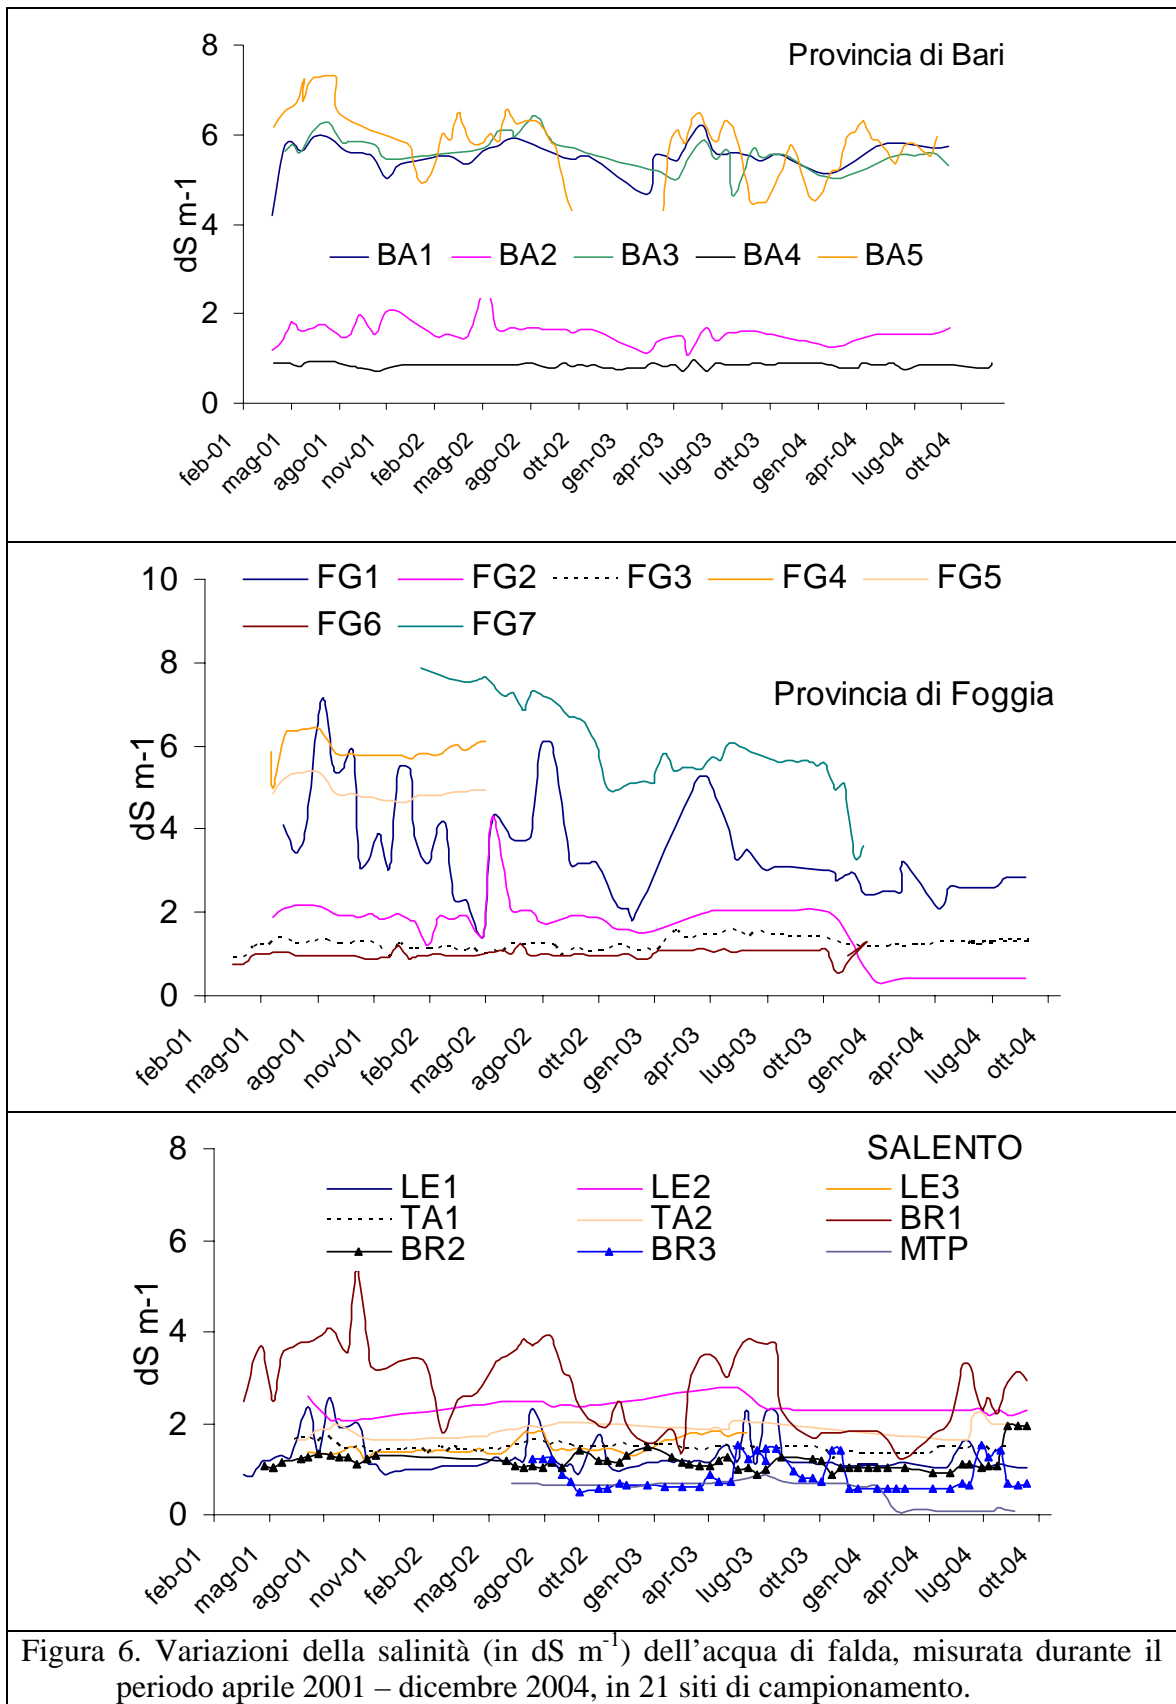 Provincia di Bari
8
6
4
2
0
dS m-1
BA1 BA2 BA3 BA4 BA5
feb-01 mag-01 ago-01 nov-01 feb-02 mag-02 ago-02 ott-02 gen-03 apr-03 lug-03 ott-03 gen-04 apr-04 lug-04 ott-04
FG1 FG2 FG3 FG4 FG5
FG6 FG7
Provincia di Foggia
10
8
6
4
2
0
dS m-1
feb-01 mag-01 ago-01 nov-01 feb-02 mag-02 ago-02 ott-02 gen-03 apr-03 lug-03 ott-03 gen-04 apr-04 lug-04 ott-04
SALENTO
LE1 LE2 LE3
TA1 TA2 BR1
BR2 BR3 MTP
8
6
4
2
0
dS m-1
feb-01 mag-01 ago-01 nov-01 feb-02 mag-02 ago-02 ott-02 gen-03 apr-03 lug-03 ott-03 gen-04 apr-04 lug-04 ott-04
Figura 6. Variazioni della salinità (in dS m⁻¹) dell’acqua di falda, misurata durante il
periodo aprile 2001 – dicembre 2004, in 21 siti di campionamento.